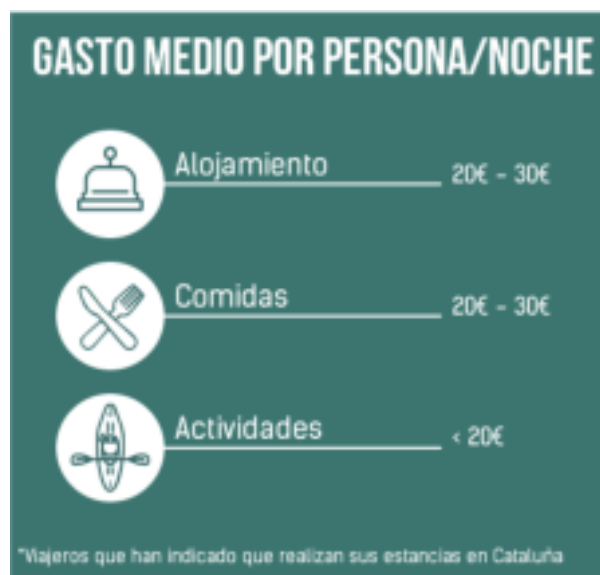 GASTO MEDIO POR PERSONA/NOCHE
Alojamiento 20€ - 30€
Comidas 20€ - 30€
Actividades < 20€
*Viajeros que han indicado que realizan sus estancias en Cataluña